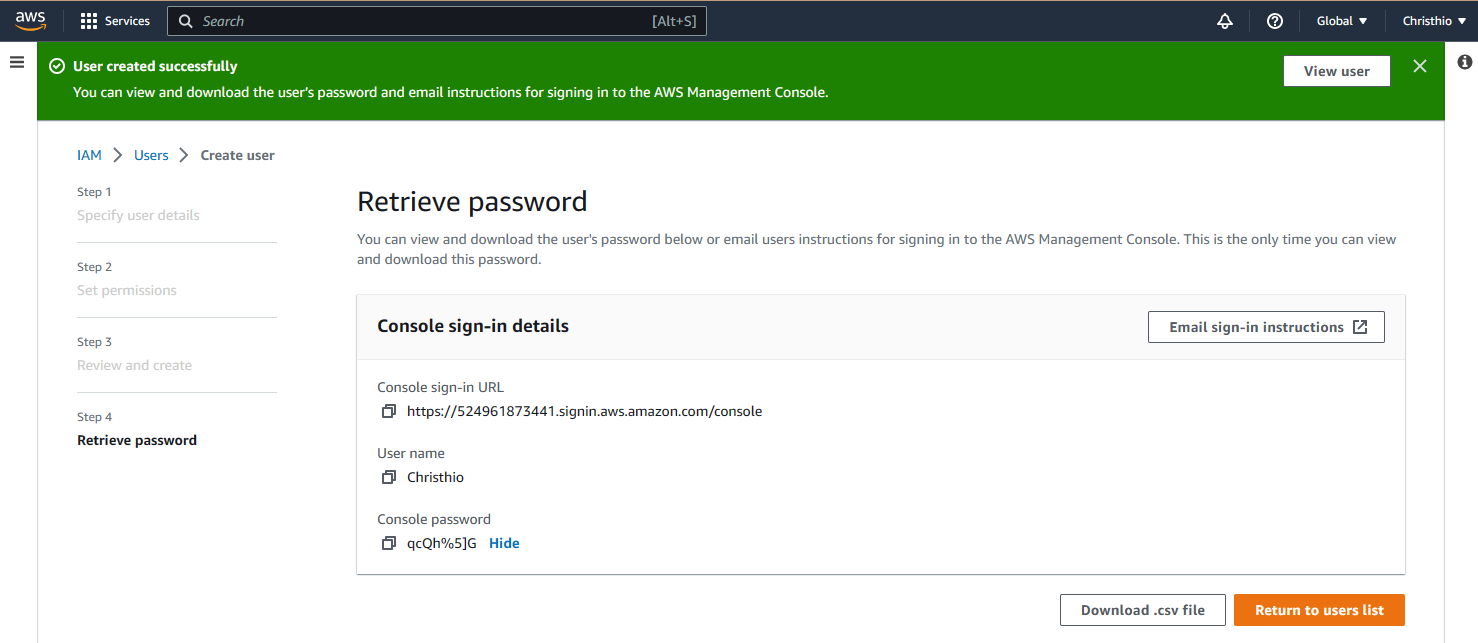 aws
Services
Search
[Alt+S]
Global
Christhio
User created successfully
You can view and download the user's password and email instructions for signing in to the AWS Management Console.
View user
IAM
Users
Create user
Step 1
Specify user details
Step 2
Set permissions
Step 3
Review and create
Step 4
Retrieve password
Retrieve password
You can view and download the user's password below or email users instructions for signing in to the AWS Management Console. This is the only time you can view
and download this password.
Console sign-in details
Email sign-in instructions
Console sign-in URL
https://524961873441.signin.aws.amazon.com/console
User name
Christhio
Console password
qcQh%5]G Hide
Download .csv file
Return to users list